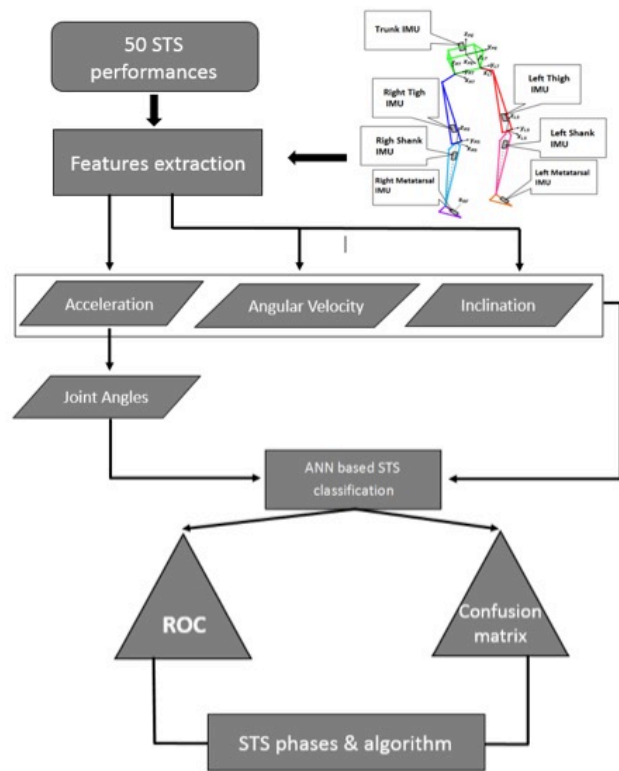 50 STS
performances
Features extraction
Trunk IMU
Right Tigh
IMU
Righ Shank
IMU
Right Metatarsal
IMU
Left Thigh
IMU
Left Shank
IMU
Left Metatarsal
IMU
Acceleration
Angular Velocity
Inclination
Joint Angles
ANN based STS
classification
ROC
Confusion
matrix
STS phases & algorithm